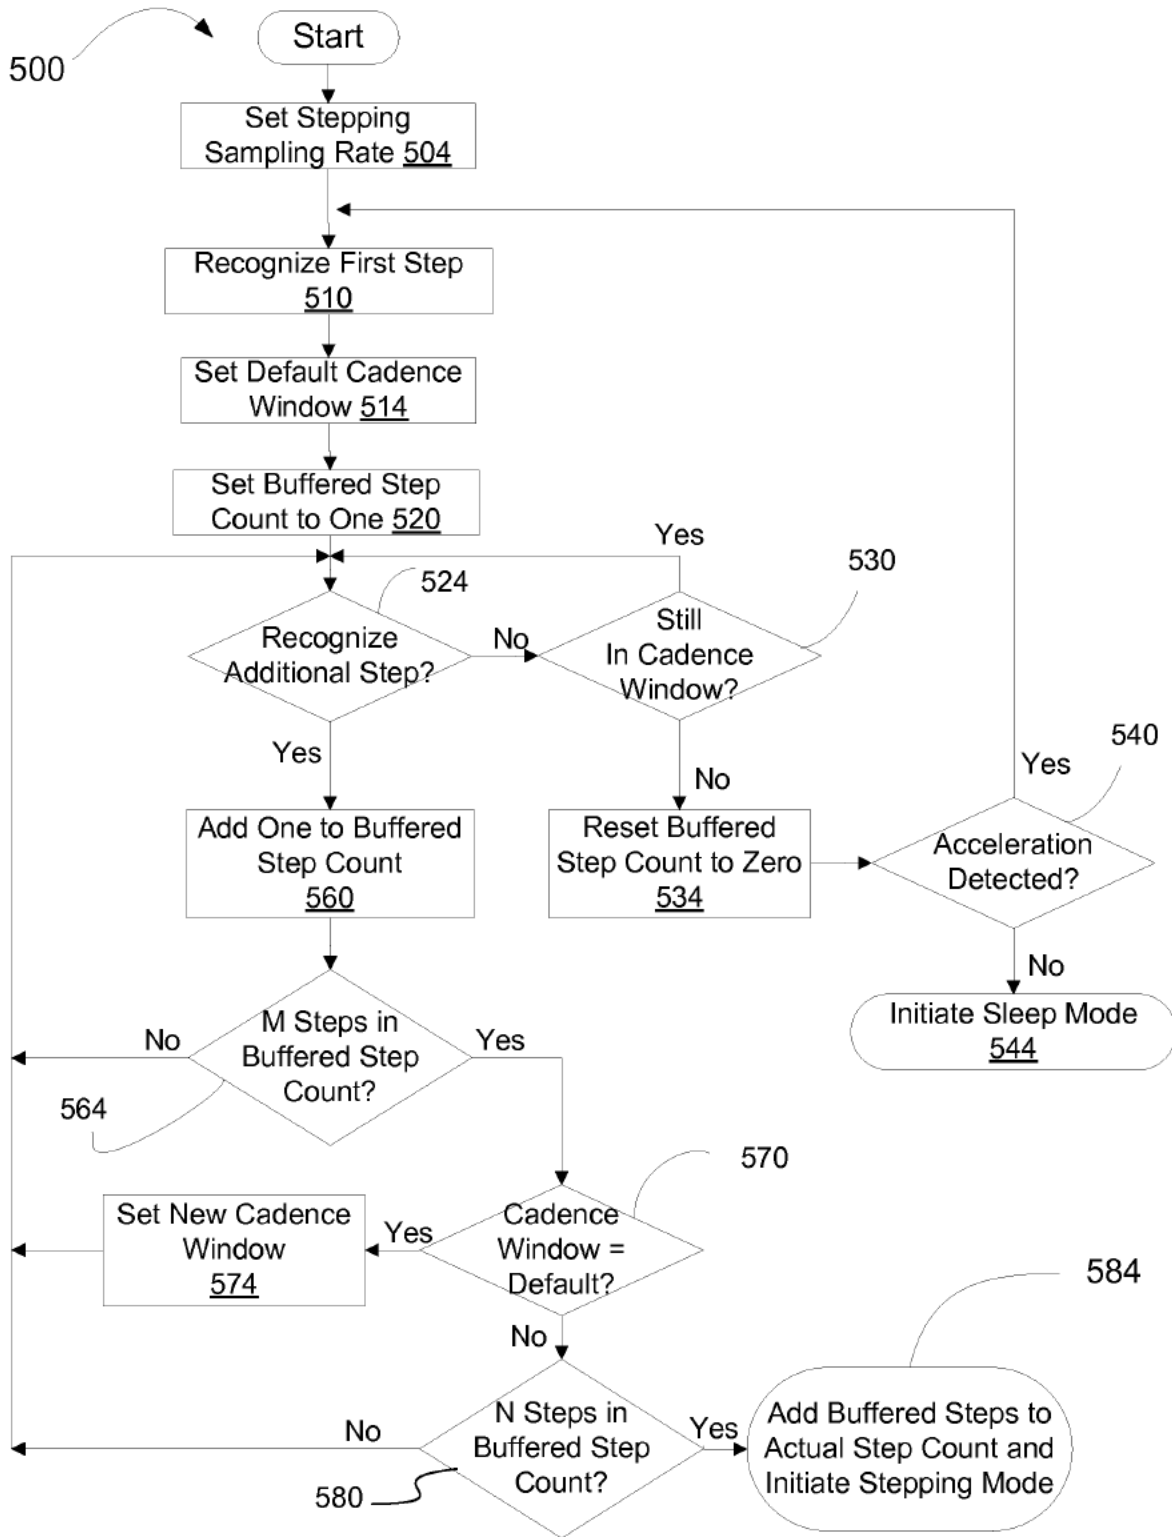 500
Start
Set Stepping
Sampling Rate 504
Recognize First Step
510
Set Default Cadence
Window 514
Set Buffered Step
Count to One 520
Yes
530
524
Recognize
Additional Step?
No
Still
In Cadence
Window?
Yes
No
540
Yes
Add One to Buffered
Step Count
560
Reset Buffered
Step Count to Zero
534
Acceleration
Detected?
No
Initiate Sleep Mode
544
No
M Steps in
Buffered Step
Count?
Yes
564
570
Set New Cadence
Window
574
Yes
Cadence
Window =
Default?
No
584
No
N Steps in
Buffered Step
Count?
Yes
580
Add Buffered Steps to
Actual Step Count and
Initiate Stepping Mode